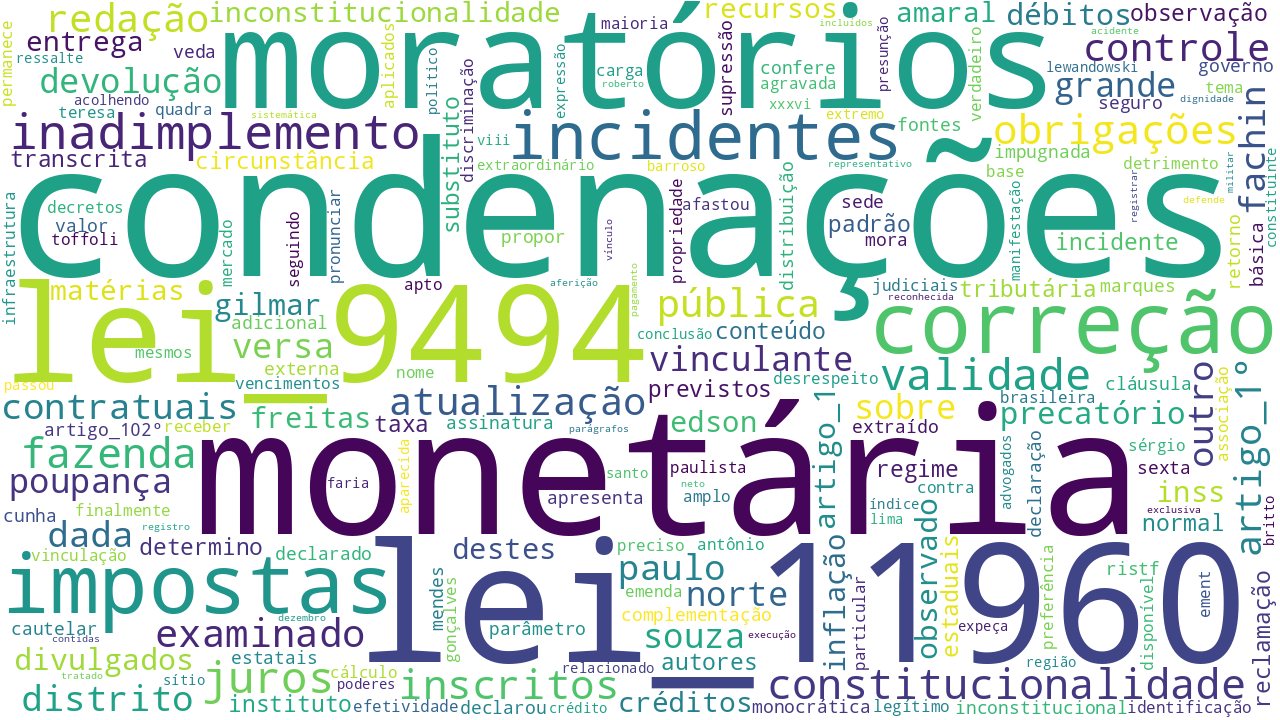 redação
inconstitucionalidade
maioria
recursos
incluídos
amaral
débitos
observação
permanece
entrega
veda
ressalte
moratórios
acidente
controle
devolução
acolhendo
teresa
quadra
aplicados
político
expressão
carga
roberto
supressão
confere
agravada
xxxvi
presunção
verdadeiro
lewandowski
governo
grande
tema
seguro
dignidade
sistemática
discriminação
viii
extremo
fontes
inadimplemento
incidentes
obrigações
transcrita
circunstância
substituto
extraordinário
barroso
representativo
impugnada
base
detrimento
militar
fachin
constituinte
condenações
infraestrutura
decretos
valor
toffoli
mercado
seguindo
pronunciar
propor
vínculo
propriedade
afastou
distribuição
sede
padrão
mora
manifestação
incidente
registrar
defende
retorno
básica
lei_9494
matérias
gilmar
adicional
versa
mesmos
externa
nome
apto
aferição
pagamento
pública
judiciais
reconhecida
tributária
marques
conclusão
conteúdo
correção
vinculante
passou
vencimentos
previstos
desrespeito
validade
cláusula
contratuais
atualização
artigo_1
sobre
brasileira
precatório
outro
associação
artigo_1º
artigo_102º
receber
freitas
taxa
assinatura
parágrafos
edson
extraído
fazenda
monetária
sérgio
poupança
faria
aparecida
santo
paulista
neto
regime
contra
advogados
declaração
sexta
inss
apresenta
amplo
índice
exclusiva
cunha
finalmente
registro
lima
normal
britto
dada
vinculação
determino
declarado
destes
preciso
antônio
lei_11960
observado
estaduais
preferência
disponível
ristf
impostas
mendes
gonçalves
paulo
emenda
norte
inflação
particular
ement
reclamação
cautelar
contidas
dezembro
examinado
parâmetro
complementação
souza
execução
expeça
divulgados
tratado
estatais
sítio
juros
cálculo
poderes
relacionado
autores
região
constitucionalidade
distrito
instituto
efetividade
inscritos
declarou
crédito
créditos
monocrática
legítimo
inconstitucional
identificação